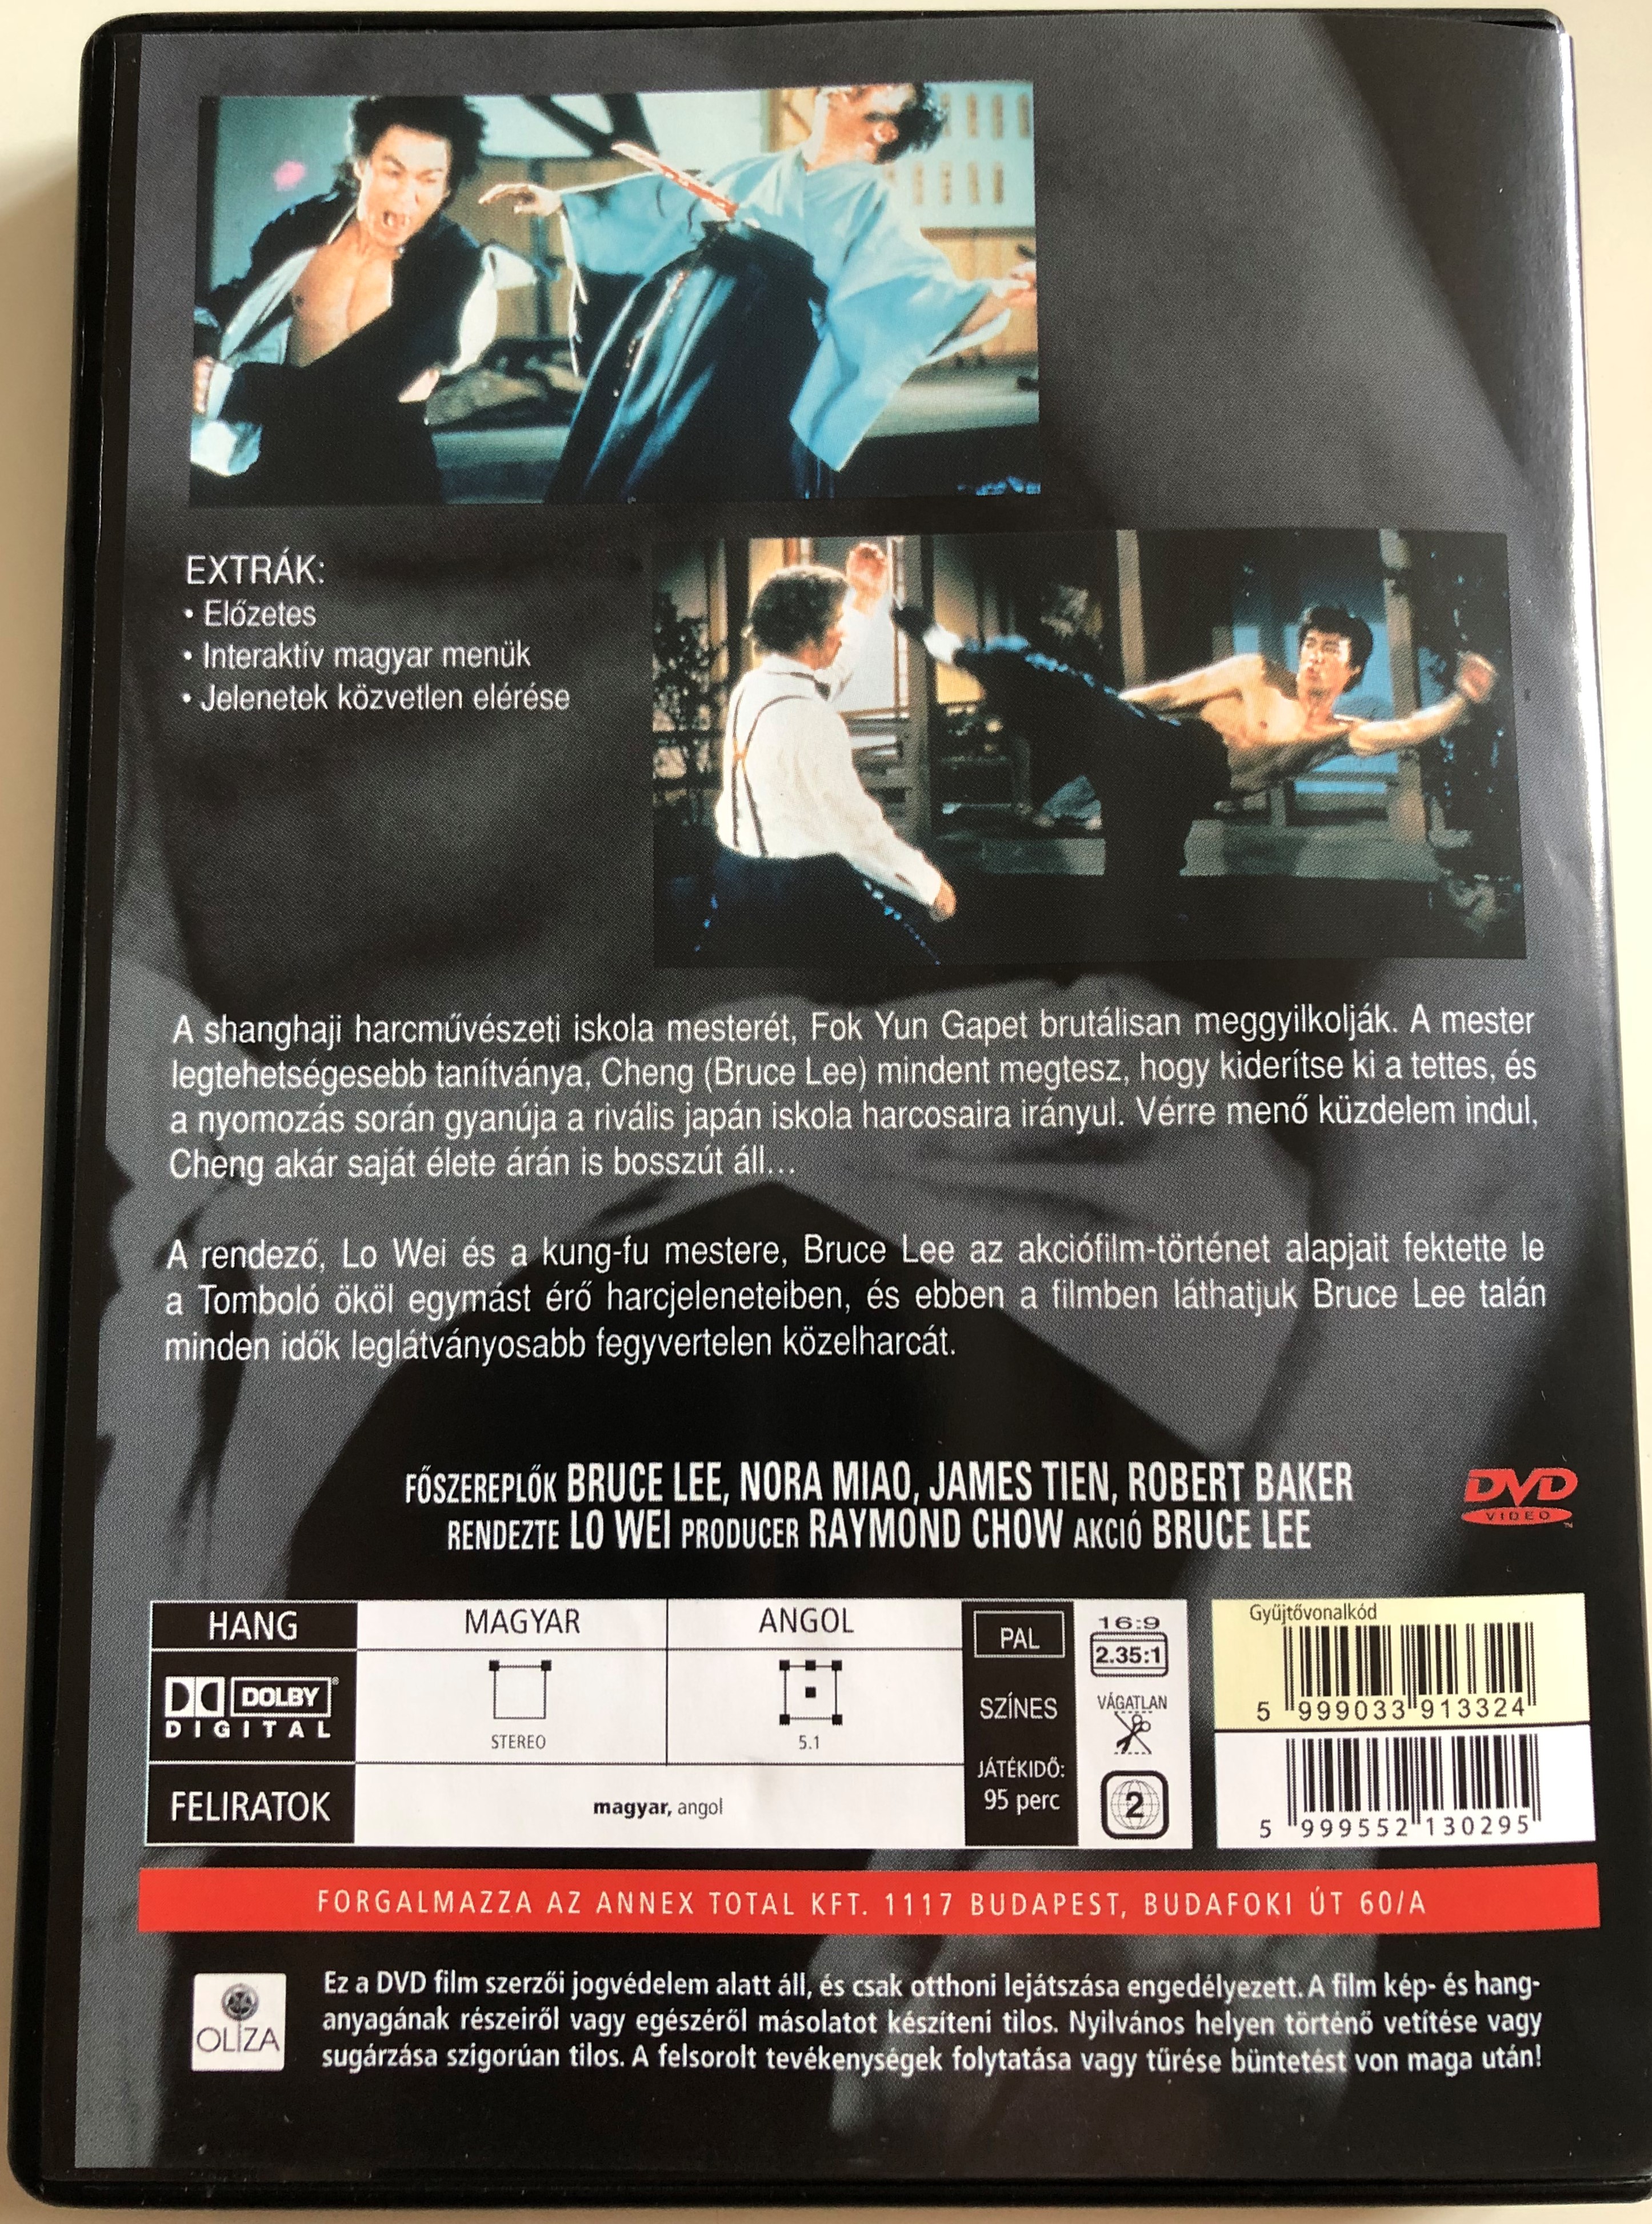 EXTRÁK:
• Előzetes
• Interaktív magyar menük
• Jelenetek közvetlen elérése
A shanghaji harcművészeti iskola mesterét, Fok Yun Gapet brutálisan meggyilkolják. A mester
legtehetségesebb tanítványa, Cheng (Bruce Lee) mindent megtesz, hogy kiderítse ki a tettes, és
a nyomozás során gyanúja a rivális japán iskola harcosaira irányul. Vérre menő küzdelem indul,
Cheng akár saját élete árán is bosszút áll...
A rendező, Lo Wei és a kung-fu mestere, Bruce Lee az akciófilm-történet alapjait fektette le
a Tomboló ököl egymást érő harcjeleneteiben, és ebben a filmben láthatjuk Bruce Lee talán
minden idők leglátványosabb fegyvertelen közelharcát.
FŐSZEREPLŐK BRUCE LEE, NORA MIAO, JAMES TIEN, ROBERT BAKER
RENDEZTE LO WEI PRODUCER RAYMOND CHOW AKCIÓ BRUCE LEE
DVD
VIDEO
™
HANG
MAGYAR
ANGOL
DOLBY®
DIGITAL
STEREO
5.1
FELIRATOK
magyar, angol
PAL
SZÍNES
JÁTÉKIDŐ:
95 perc
16:9
2.35:1
VÁGATLAN
2
Gyűjtővonalkód
5 999033 913324
5 999552 130295
FORGALMAZZA AZ ANNEX TOTAL KFT. 1117 BUDAPEST, BUDAFOKI ÚT 60/A
OLIZA
Ez a DVD film szerzői jogvédelem alatt áll, és csak otthoni lejátszása engedélyezett. A film kép- és hang-
anyagának részeiről vagy egészéről másolatot készíteni tilos. Nyilvános helyen történő vetítése vagy
sugárzása szigorúan tilos. A felsorolt tevékenységek folytatása vagy tűrése büntetést von maga után!